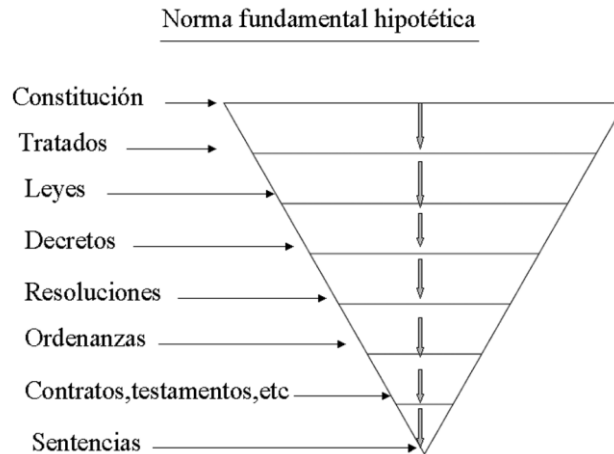 Norma fundamental hipotética
Constitución
Tratados
Leyes
Decretos
Resoluciones
Ordenanzas
Contratos,testamentos,etc
Sentencias